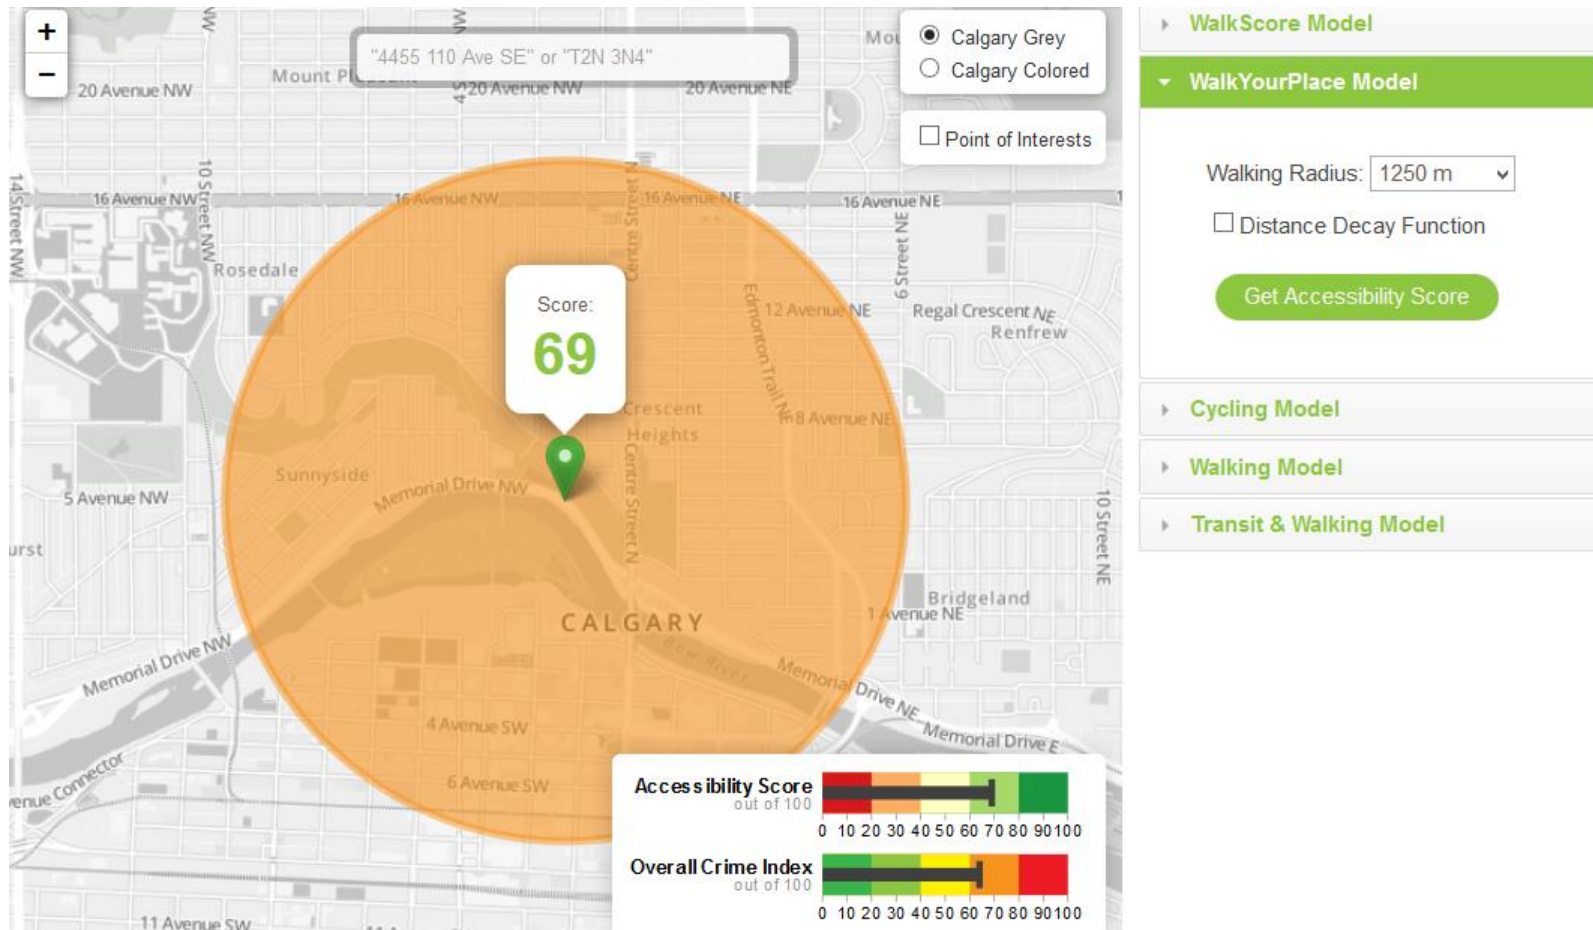 +
−
"4455 110 Ave SE" or "T2N 3N4"
Calgary Grey
Calgary Colored
Point of Interests
20 Avenue NW
20 Avenue NW
20 Avenue NE
14 Street NW
10 Street NW
16 Avenue NW
16 Avenue NW
16 Avenue NE
16 Avenue NE
Centre Street N
6 Street NE
Rosedale
Edmonton Trail NE
12 Avenue NE
Regal Crescent NE
Renfrew
Score:
69
Crescent
Heights
8 Avenue NE
Sunnyside
Memorial Drive NW
Centre Street N
5 Avenue NW
10 Street NE
urst
Bridgeland
1 Avenue NE
CALGARY
Memorial Drive NW
Bow River
Memorial Drive NE
Memorial Drive E
4 Avenue SW
6 Avenue SW
enue Connector
11 Avenue SW
Accessibility Score
out of 100
0 10 20 30 40 50 60 70 80 90 100
Overall Crime Index
out of 100
0 10 20 30 40 50 60 70 80 90 100
WalkScore Model
WalkYourPlace Model
Walking Radius: 1250 m
Distance Decay Function
Get Accessibility Score
Cycling Model
Walking Model
Transit & Walking Model